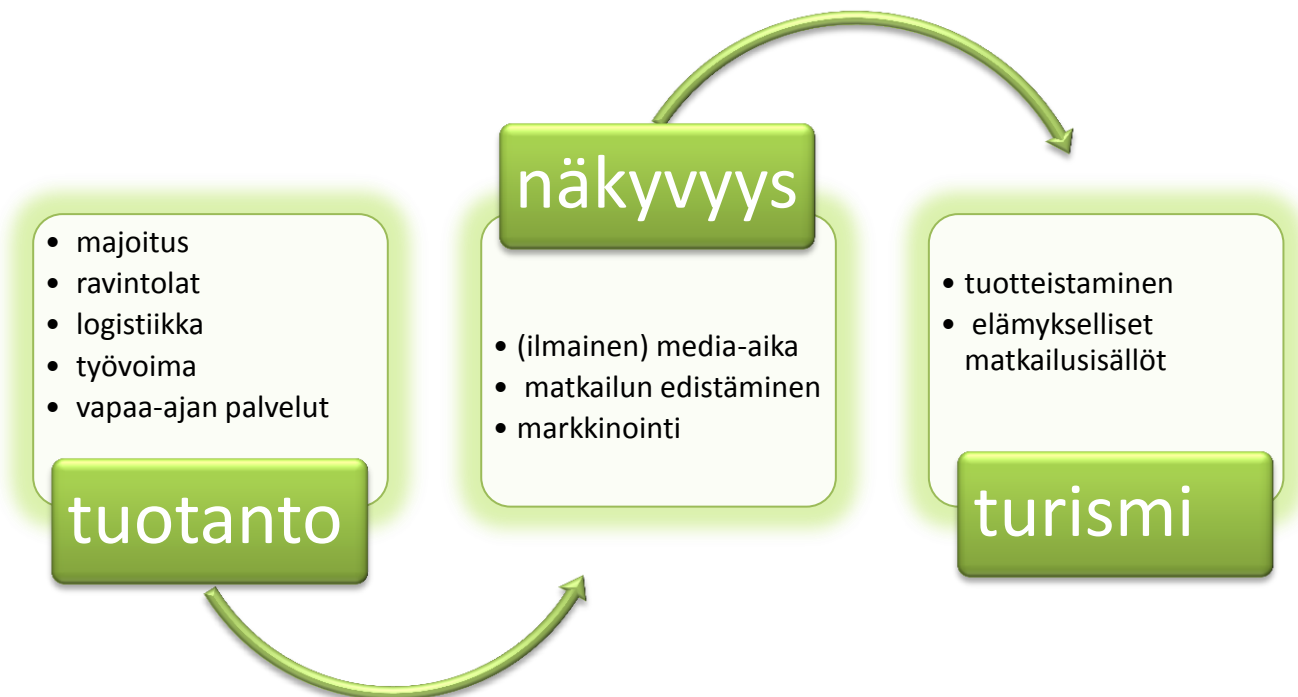 • majoitus
• ravintolat
• logistiikka
• työvoima
• vapaa-ajan palvelut
tuotanto
näkyvyys
• (ilmainen) media-aika
• matkailun edistäminen
• markkinointi
• tuotteistaminen
• elämykselliset
matkailusisällöt
turismi